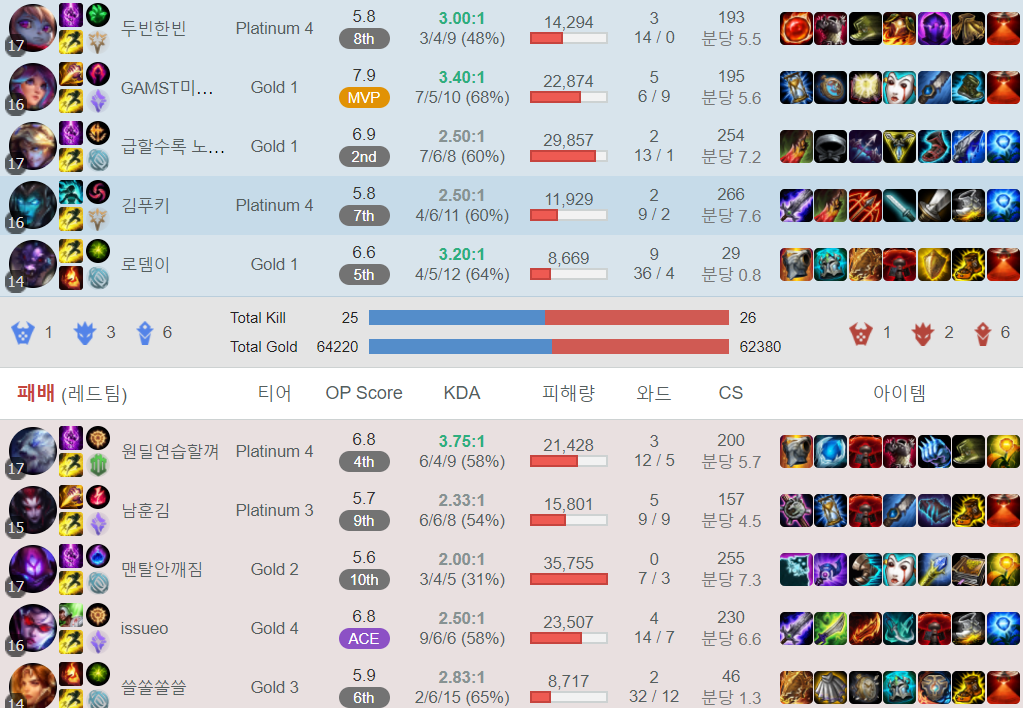 17 두빈한빈 Platinum 4 5.8 8th 3.00:1 3/4/9 (48%) 14,294 3 14 / 0 193 분당 5.5
16 GAMST미... Gold 1 7.9 MVP 3.40:1 7/5/10 (68%) 22,874 5 6 / 9 195 분당 5.6
17 급할수록 노... Gold 1 6.9 2nd 2.50:1 7/6/8 (60%) 29,857 2 13 / 1 254 분당 7.2
16 김푸키 Platinum 4 5.8 7th 2.50:1 4/6/11 (60%) 11,929 2 9 / 2 266 분당 7.6
14 로뎀이 Gold 1 6.6 5th 3.20:1 4/5/12 (64%) 8,669 9 36 / 4 29 분당 0.8
1 3 6 Total Kill 25 26 1 2 6
Total Gold 64220 62380
패배 (레드팀) 티어 OP Score KDA 피해량 와드 CS 아이템
17 원딜연습할껴 Platinum 4 6.8 4th 3.75:1 6/4/9 (58%) 21,428 3 12 / 5 200 분당 5.7
15 남훈김 Platinum 3 5.7 9th 2.33:1 6/6/8 (54%) 15,801 5 9 / 9 157 분당 4.5
17 맨탈안깨짐 Gold 2 5.6 10th 2.00:1 3/4/5 (31%) 35,755 0 7 / 3 255 분당 7.3
16 issueo Gold 4 6.8 ACE 2.50:1 9/6/6 (58%) 23,507 4 14 / 7 230 분당 6.6
14 쓸쓸쓸쓸 Gold 3 5.9 6th 2.83:1 2/6/15 (65%) 8,717 2 32 / 12 46 분당 1.3